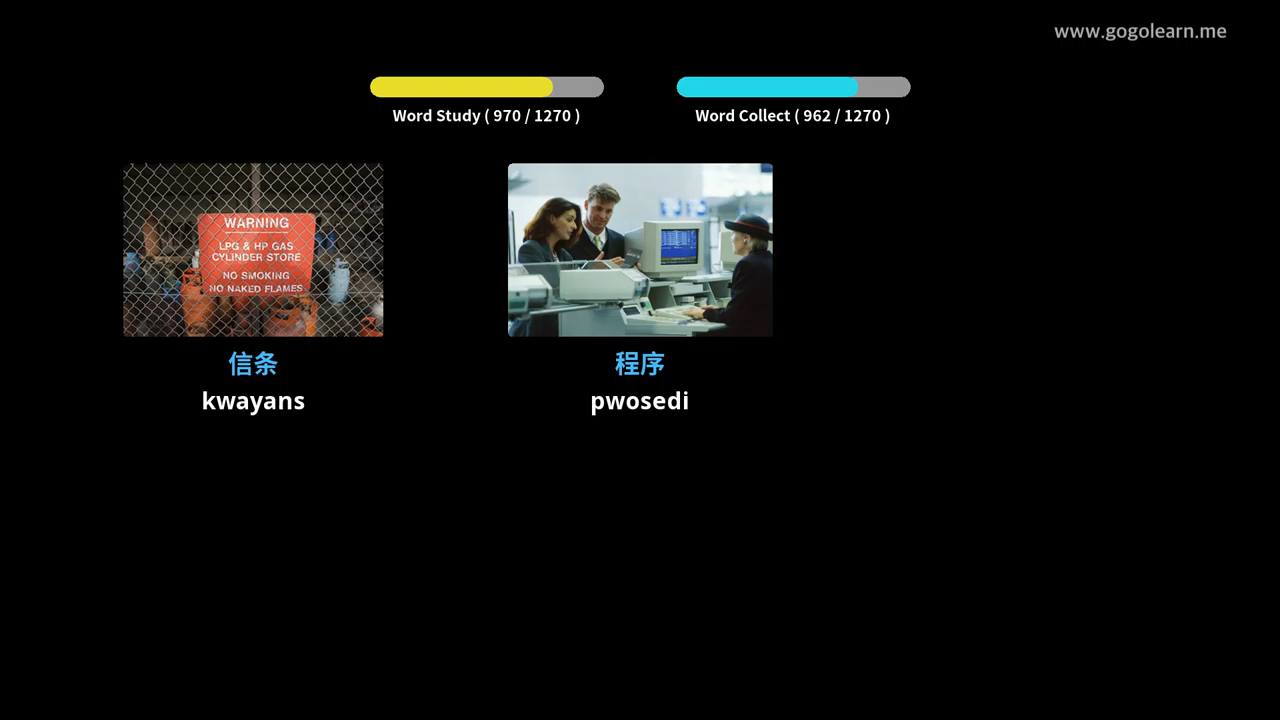 www.gogolearn.me
Word Study ( 970 / 1270 )
Word Collect ( 962 / 1270 )
WARNING
LPG & HP GAS
CYLINDER STORE
NO SMOKING
NO NAKED FLAMES
信条
kwayans
程序
pwosedi